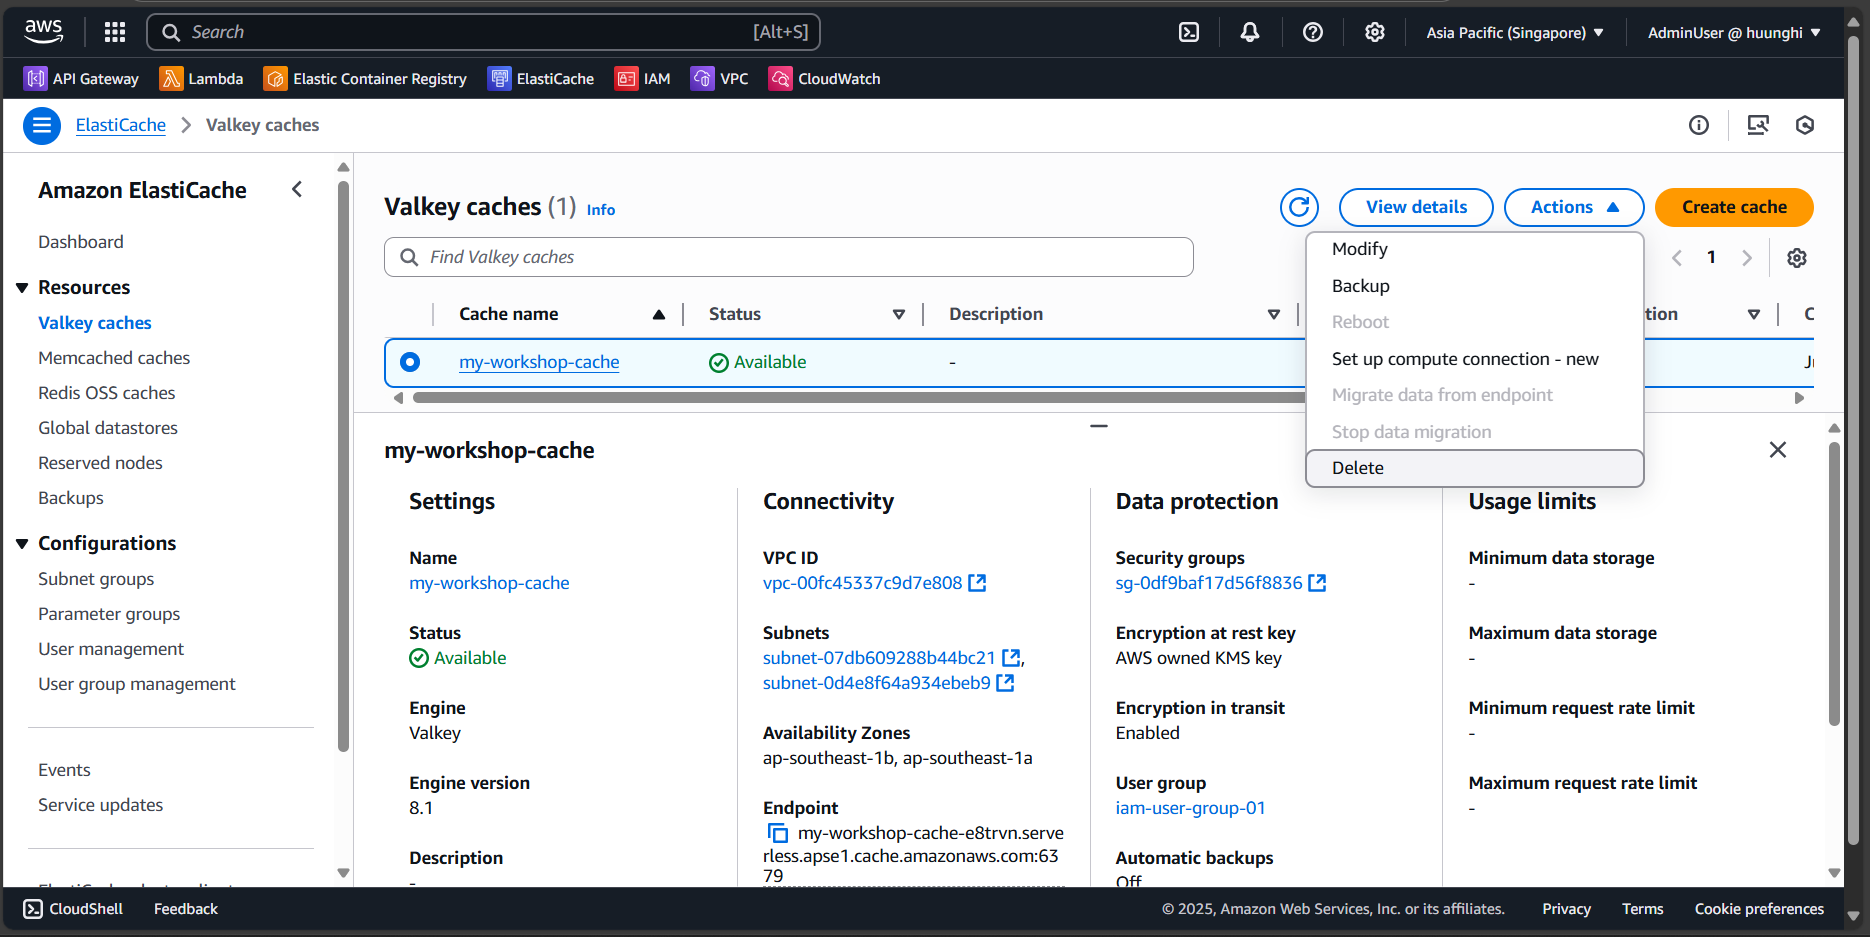 aws
Search [Alt+S]
Asia Pacific (Singapore)
AdminUser @ huunghi
API Gateway
Lambda
Elastic Container Registry
ElastiCache
IAM
VPC
CloudWatch
ElastiCache
Valkey caches
Amazon ElastiCache
Dashboard
Resources
Valkey caches
Memcached caches
Redis OSS caches
Global datastores
Reserved nodes
Backups
Configurations
Subnet groups
Parameter groups
User management
User group management
Events
Service updates
Valkey caches (1) Info
View details
Actions
Create cache
Find Valkey caches
1
Cache name
Status
Description
tion
my-workshop-cache
Available
-
Modify
Backup
Reboot
Set up compute connection - new
Migrate data from endpoint
Stop data migration
Delete
my-workshop-cache
Settings
Name
my-workshop-cache
Status
Available
Engine
Valkey
Engine version
8.1
Description
-
Connectivity
VPC ID
vpc-00fc45337c9d7e808
Subnets
subnet-07db609288b44bc21,
subnet-0d4e8f64a934ebeb9
Availability Zones
ap-southeast-1b, ap-southeast-1a
Endpoint
my-workshop-cache-e8trvn.serve
rless.apse1.cache.amazonaws.com:63
79
Data protection
Security groups
sg-0df9baf17d56f8836
Encryption at rest key
AWS owned KMS key
Encryption in transit
Enabled
User group
iam-user-group-01
Automatic backups
Off
Usage limits
Minimum data storage
-
Maximum data storage
-
Minimum request rate limit
-
Maximum request rate limit
-
CloudShell
Feedback
© 2025, Amazon Web Services, Inc. or its affiliates.
Privacy
Terms
Cookie preferences